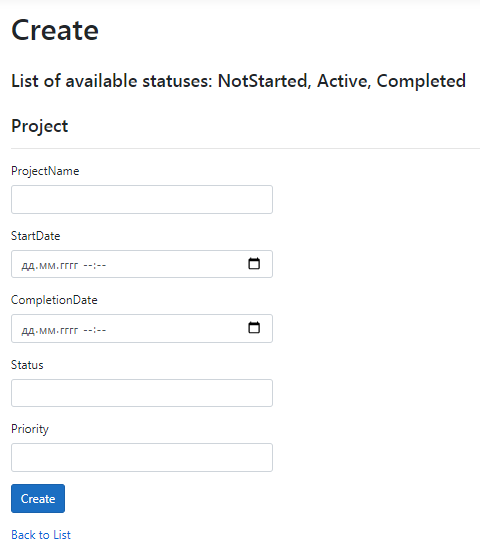 Create
List of available statuses: NotStarted, Active, Completed
Project
ProjectName
StartDate
дд.мм.гггг --:--
CompletionDate
дд.мм.гггг --:--
Status
Priority
Create
Back to List